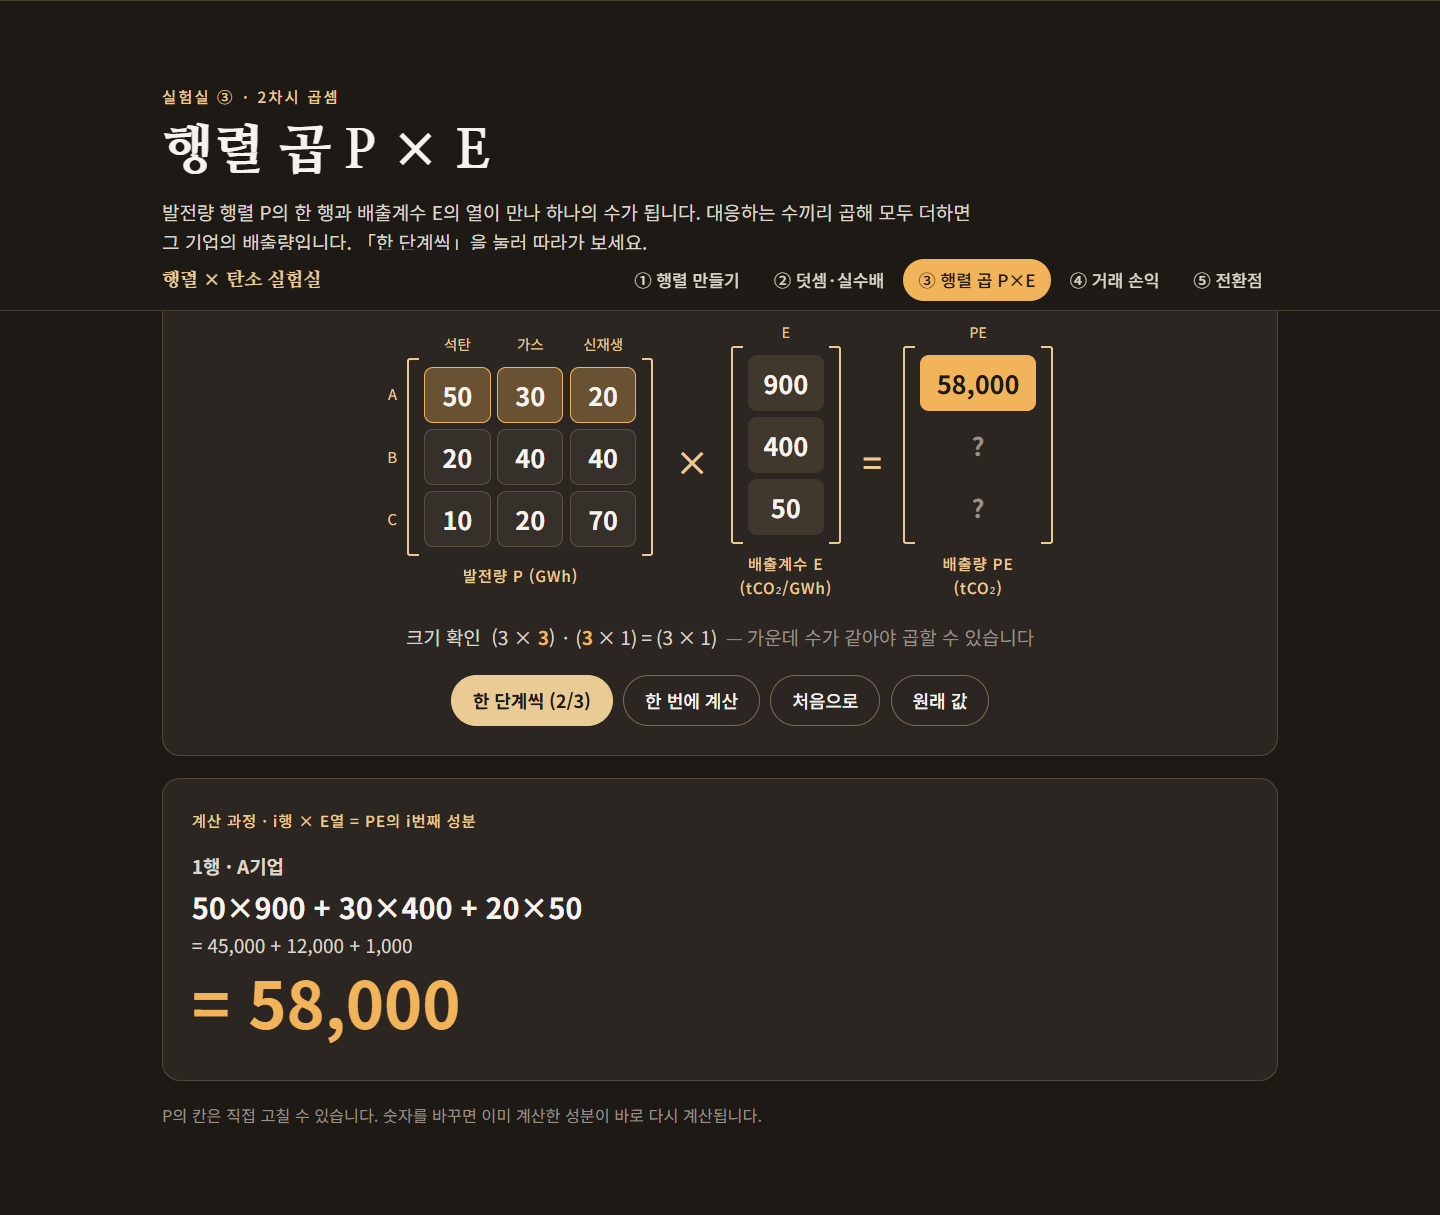 실험실 ③ · 2차시 곱셈
행렬 곱 P × E
발전량 행렬 P의 한 행과 배출계수 E의 열이 만나 하나의 수가 됩니다. 대응하는 수끼리 곱해 모두 더하면
그 기업의 배출량입니다. 「한 단계씩」을 눌러 따라가 보세요.
행렬 × 탄소 실험실
① 행렬 만들기 ② 덧셈·실수배 ③ 행렬 곱 P×E ④ 거래 손익 ⑤ 전환점
석탄 가스 신재생
A 50 30 20
B 20 40 40
C 10 20 70
발전량 P (GWh)
×
E
900
400
50
배출계수 E
(tCO₂/GWh)
=
PE
58,000
?
?
배출량 PE
(tCO₂)
크기 확인 (3 × 3) · (3 × 1) = (3 × 1) — 가운데 수가 같아야 곱할 수 있습니다
한 단계씩 (2/3) 한 번에 계산 처음으로 원래 값
계산 과정 · i행 × E열 = PE의 i번째 성분
1행 · A기업
50×900 + 30×400 + 20×50
= 45,000 + 12,000 + 1,000
= 58,000
P의 칸은 직접 고칠 수 있습니다. 숫자를 바꾸면 이미 계산한 성분이 바로 다시 계산됩니다.